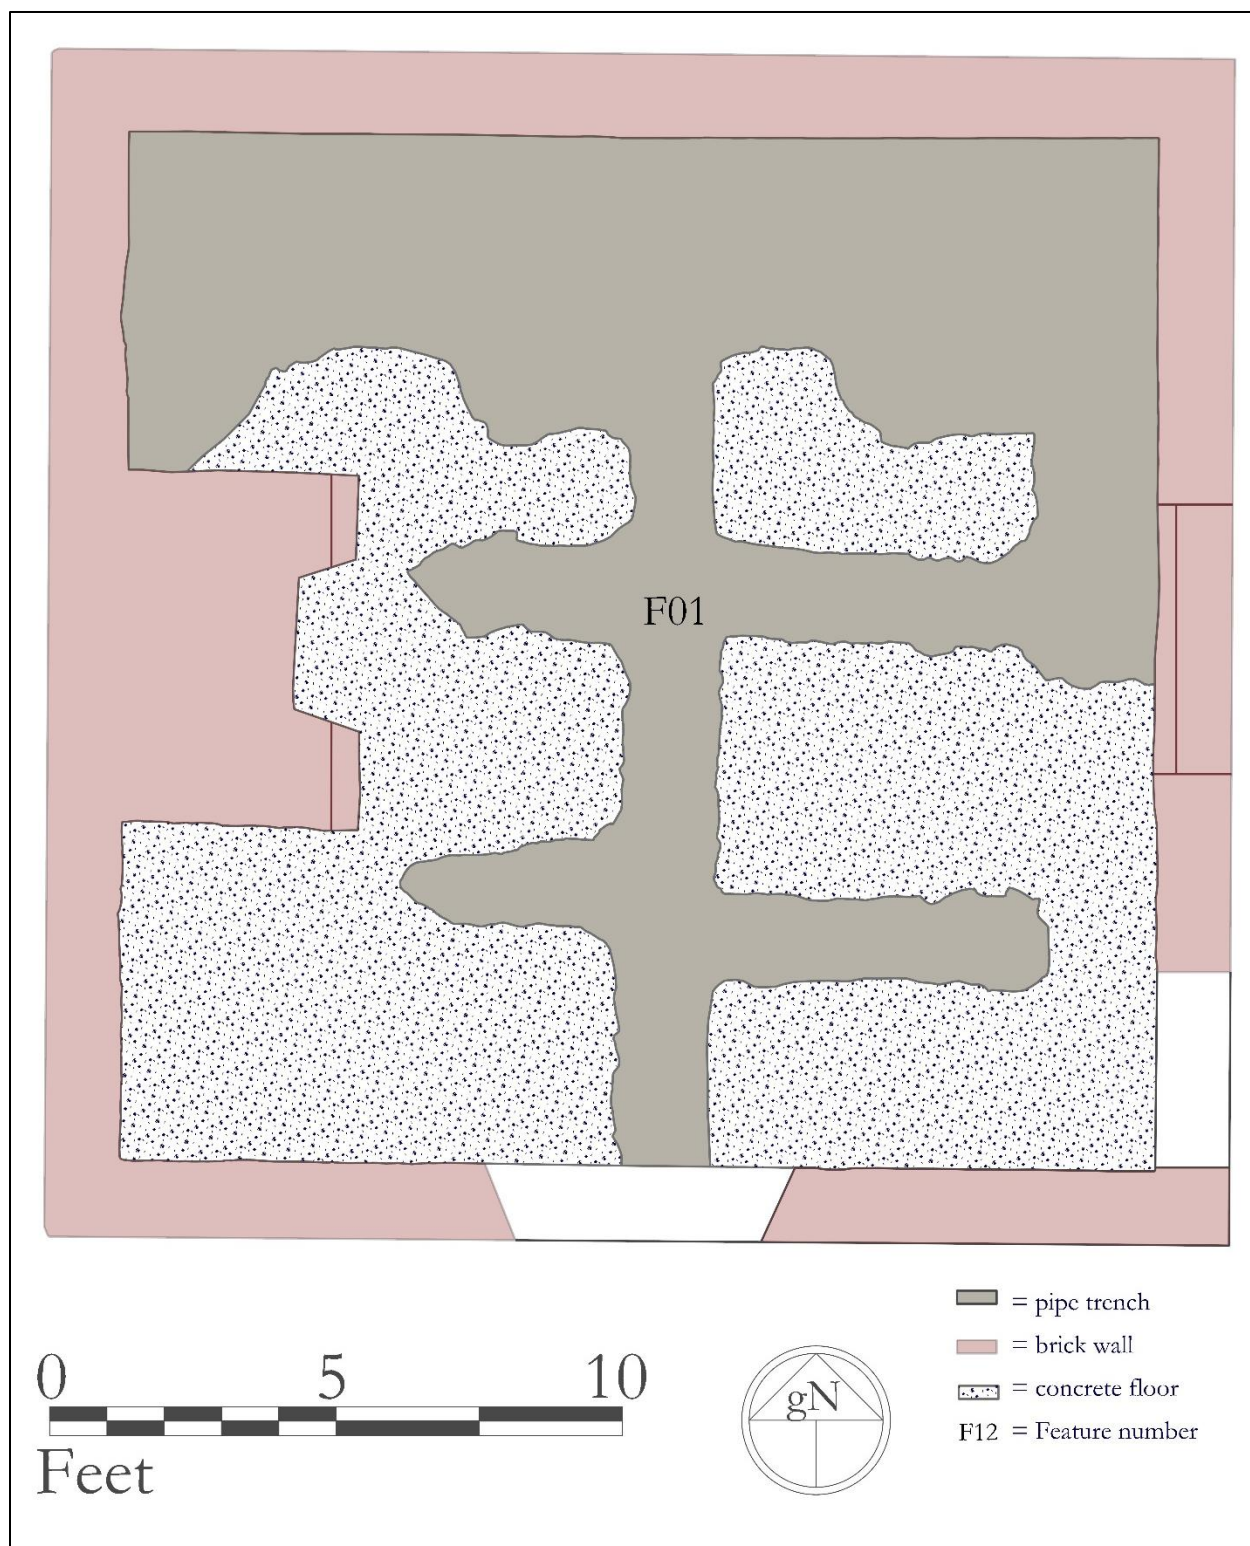 F01
0 5 10
Feet
gN
= pipe trench
= brick wall
= concrete floor
F12 = Feature number